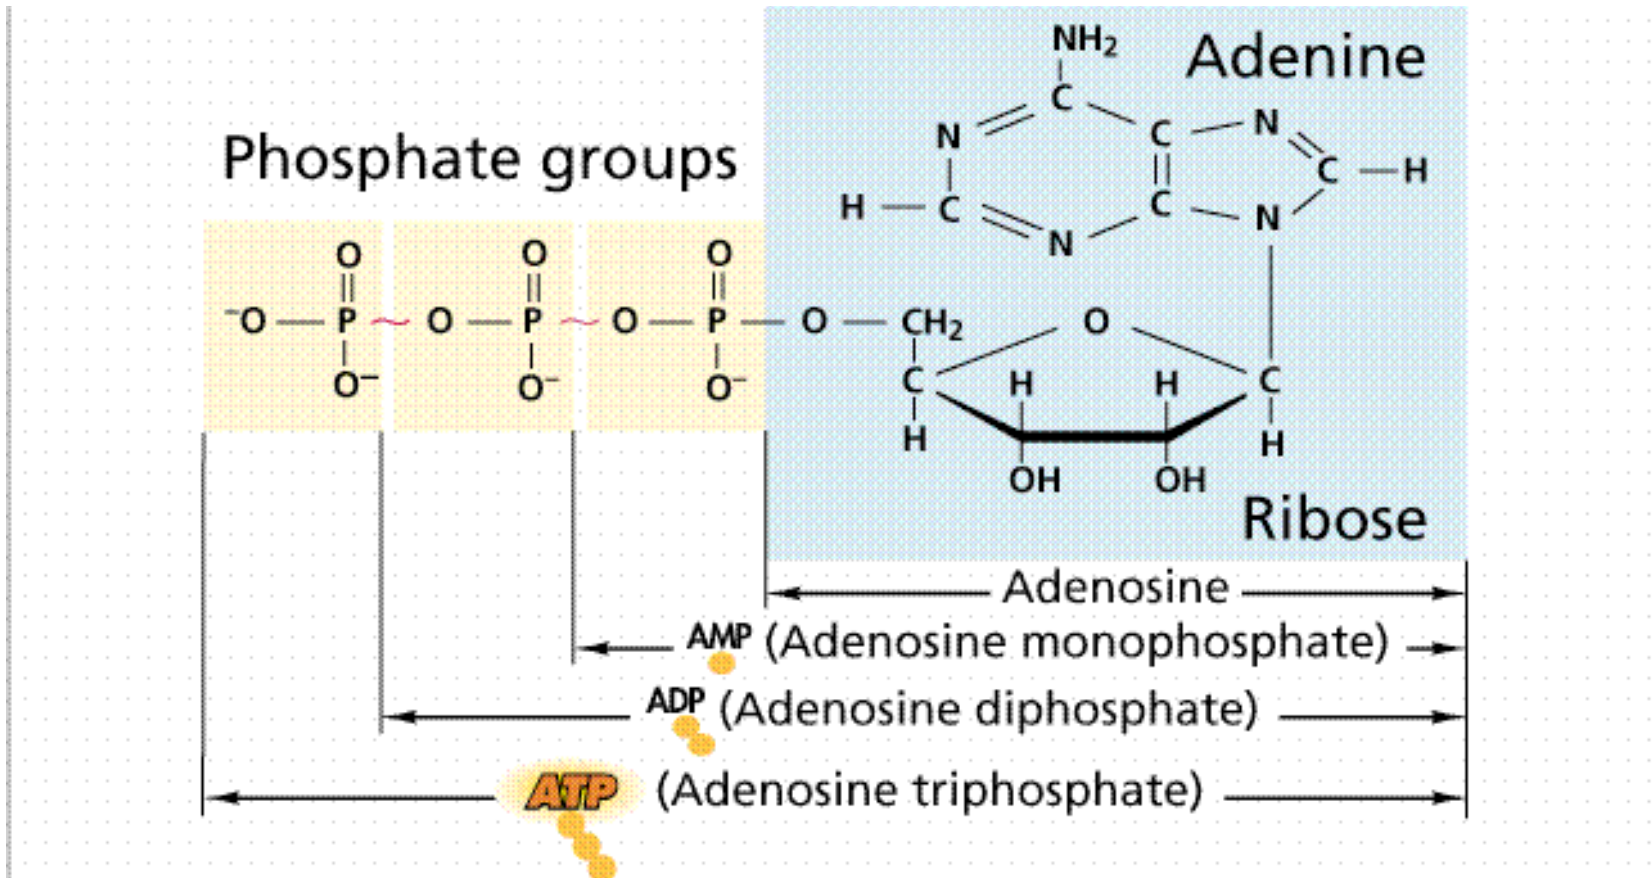 NH₂
Adenine
C
N C N
Phosphate groups
C H
H C C N
N
O O O
⁻O P O P O P O CH₂ O
O⁻ O⁻ O⁻
C H H C
H H
OH OH
Ribose
Adenosine
AMP (Adenosine monophosphate)
ADP (Adenosine diphosphate)
ATP (Adenosine triphosphate)